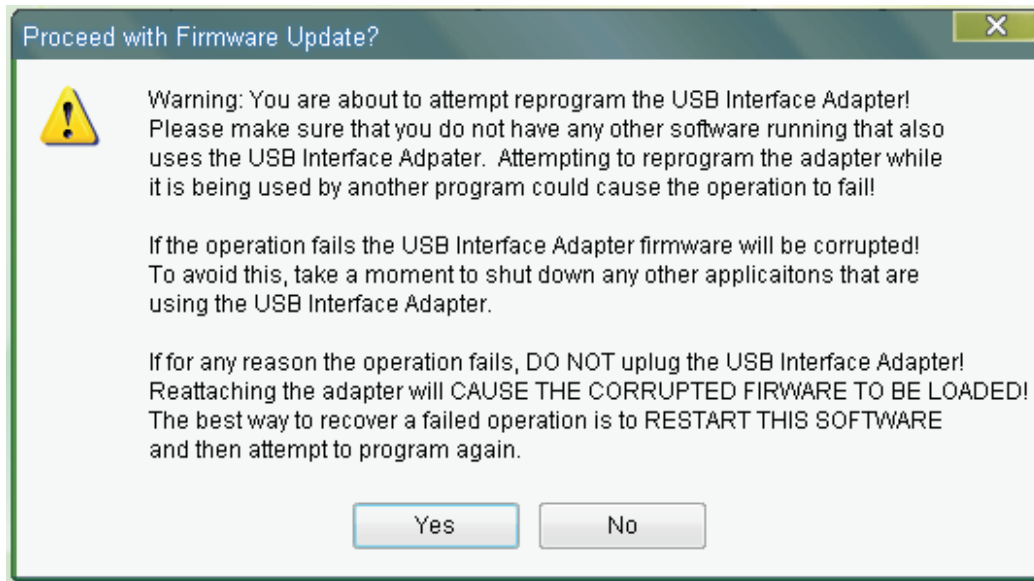 Proceed with Firmware Update?
Warning: You are about to attempt reprogram the USB Interface Adapter!
Please make sure that you do not have any other software running that also
uses the USB Interface Adpater. Attempting to reprogram the adapter while
it is being used by another program could cause the operation to fail!
If the operation fails the USB Interface Adapter firmware will be corrupted!
To avoid this, take a moment to shut down any other applicaitons that are
using the USB Interface Adapter.
If for any reason the operation fails, DO NOT uplug the USB Interface Adapter!
Reattaching the adapter will CAUSE THE CORRUPTED FIRWARE TO BE LOADED!
The best way to recover a failed operation is to RESTART THIS SOFTWARE
and then attempt to program again.
Yes No